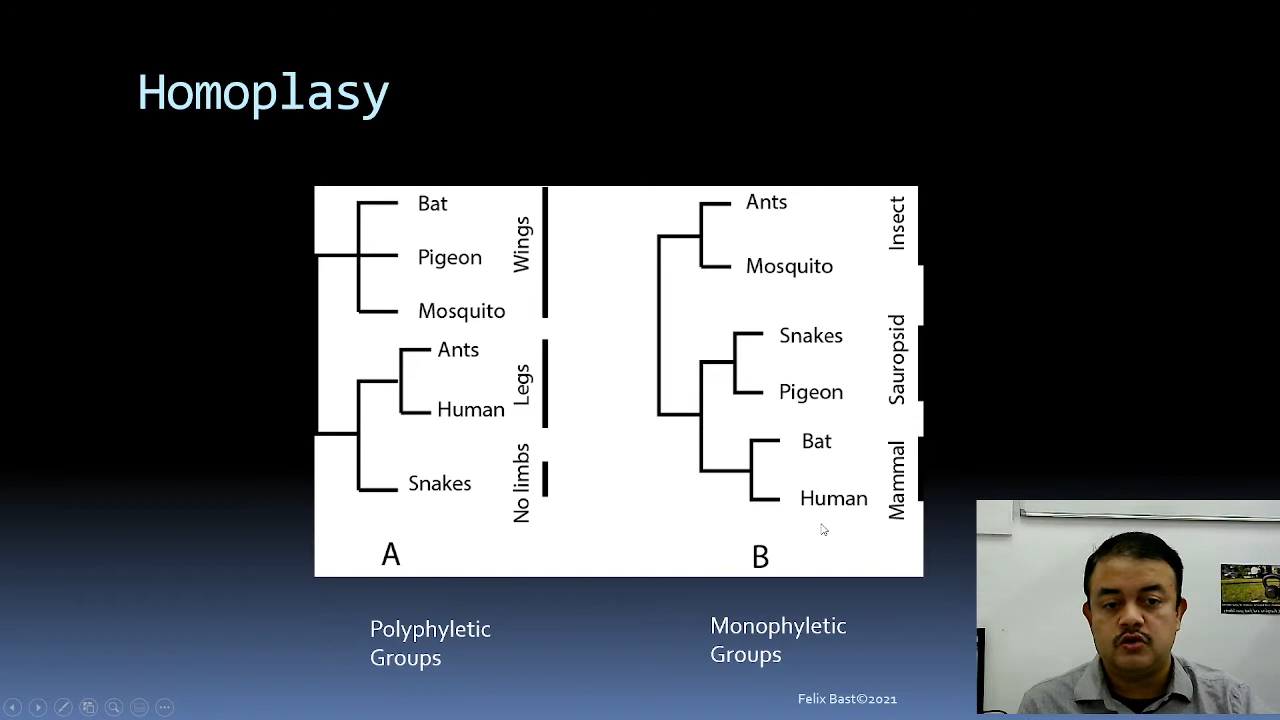 Homoplasy
Bat
Pigeon
Mosquito
Wings
Ants
Human
Legs
Snakes
No limbs
A
Ants
Mosquito
Insect
Snakes
Pigeon
Sauropsid
Bat
Human
Mammal
B
Polyphyletic
Groups
Monophyletic
Groups
Felix Bast©2021